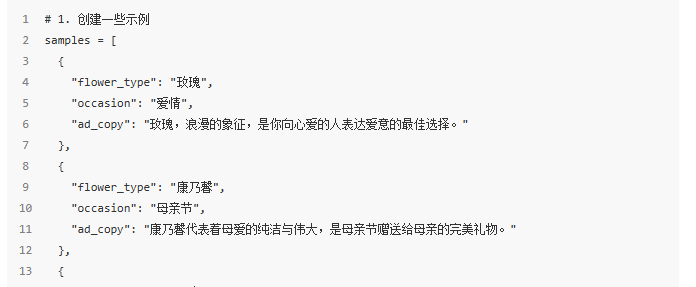 1 # 1. 创建一些示例
2 samples = [
3 {
4 "flower_type": "玫瑰",
5 "occasion": "爱情",
6 "ad_copy": "玫瑰，浪漫的象征，是你向心爱的人表达爱意的最佳选择。"
7 },
8 {
9 "flower_type": "康乃馨",
10 "occasion": "母亲节",
11 "ad_copy": "康乃馨代表着母爱的纯洁与伟大，是母亲节赠送给母亲的完美礼物。"
12 },
13 {